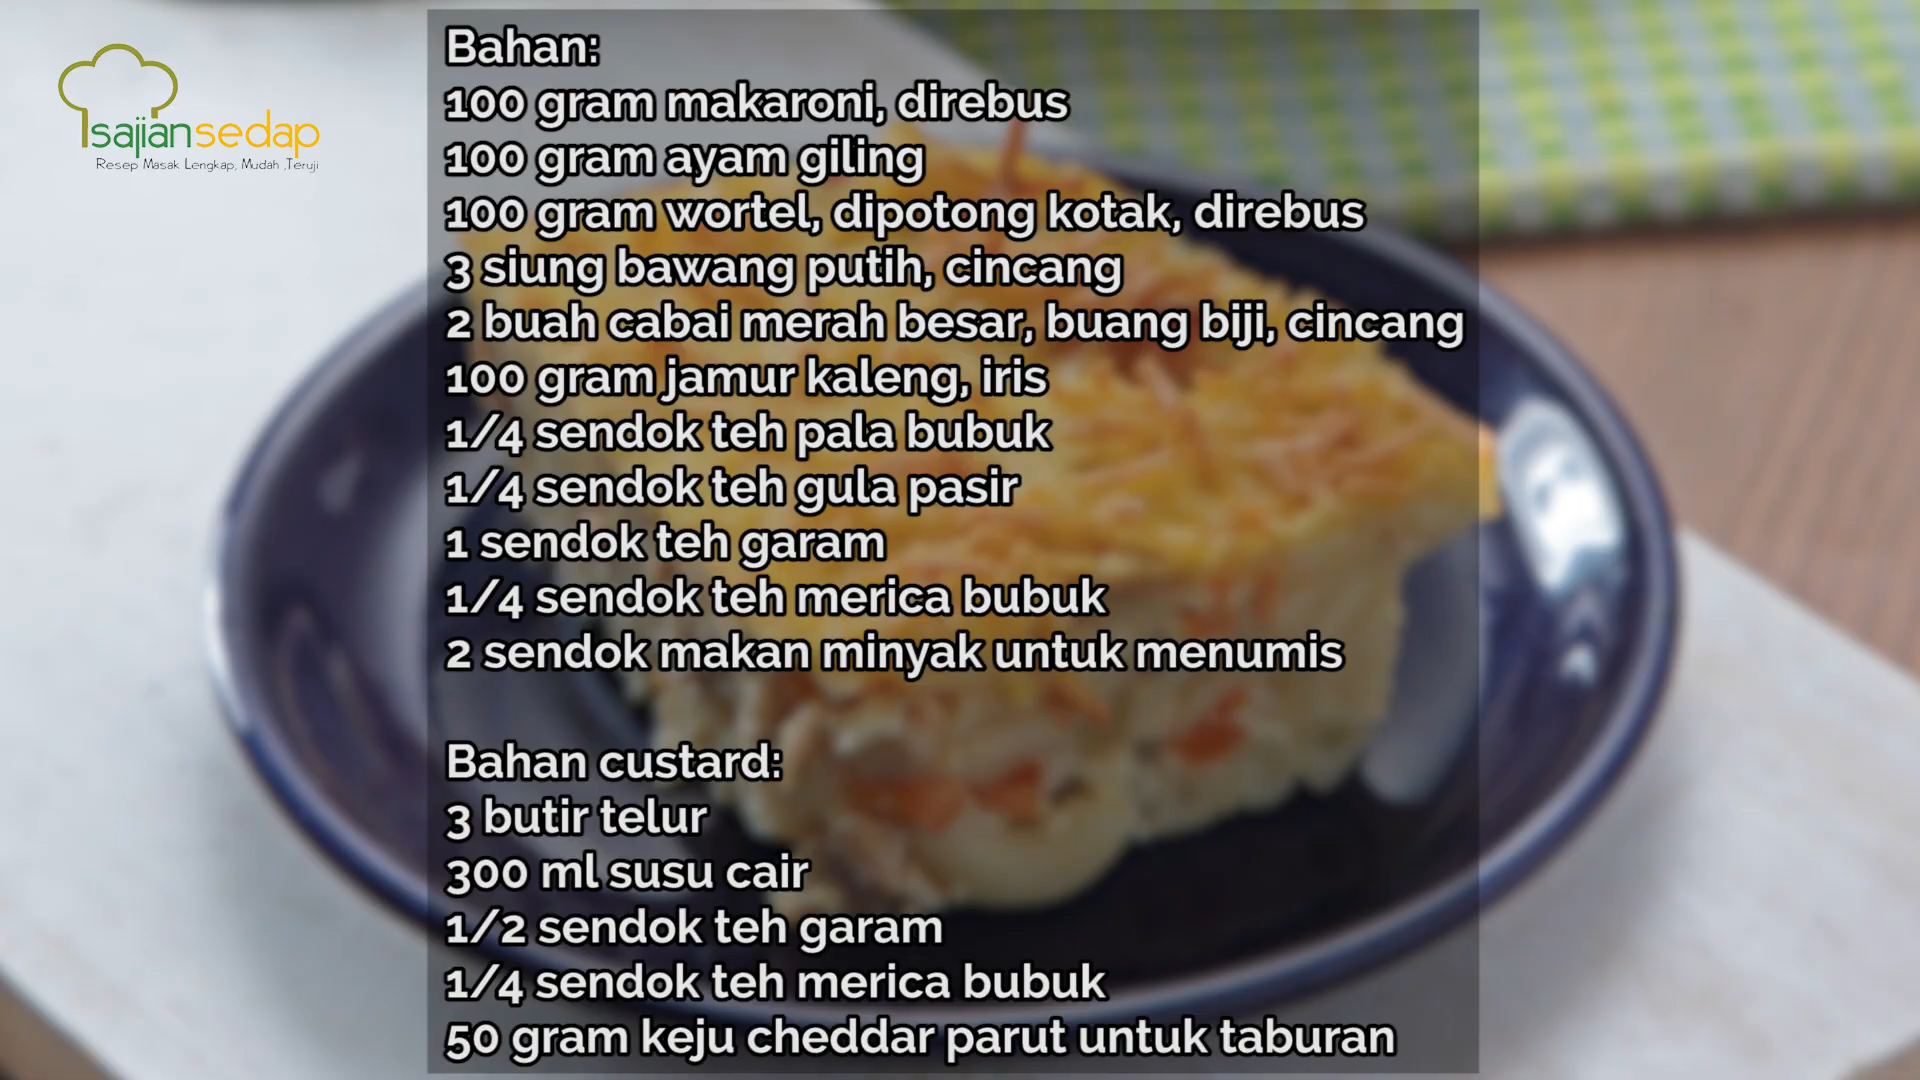 sajiansedap
Resep Masak Lengkap, Mudah ,Teruji
Bahan:
100 gram makaroni, direbus
100 gram ayam giling
100 gram wortel, dipotong kotak, direbus
3 siung bawang putih, cincang
2 buah cabai merah besar, buang biji, cincang
100 gram jamur kaleng, iris
1/4 sendok teh pala bubuk
1/4 sendok teh gula pasir
1 sendok teh garam
1/4 sendok teh merica bubuk
2 sendok makan minyak untuk menumis
Bahan custard:
3 butir telur
300 ml susu cair
1/2 sendok teh garam
1/4 sendok teh merica bubuk
50 gram keju cheddar parut untuk taburan